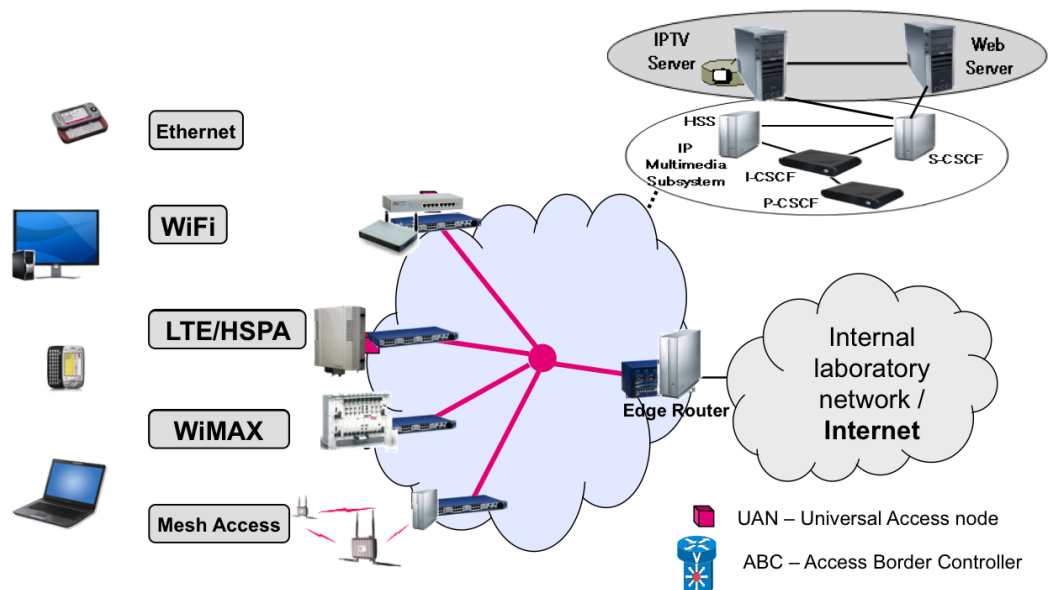 IPTV
Server
Web
Server
HSS
IP
Multimedia
Subsystem
S-CSCF
I-CSCF
P-CSCF
Ethernet
WiFi
LTE/HSPA
WiMAX
Mesh Access
Edge Router
Internal
laboratory
network /
Internet
UAN – Universal Access node
ABC – Access Border Controller